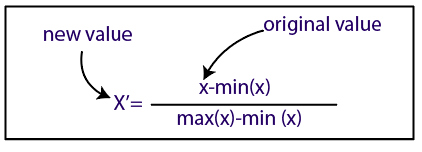 new value
original value
X'=
x-min(x)
max(x)-min (x)